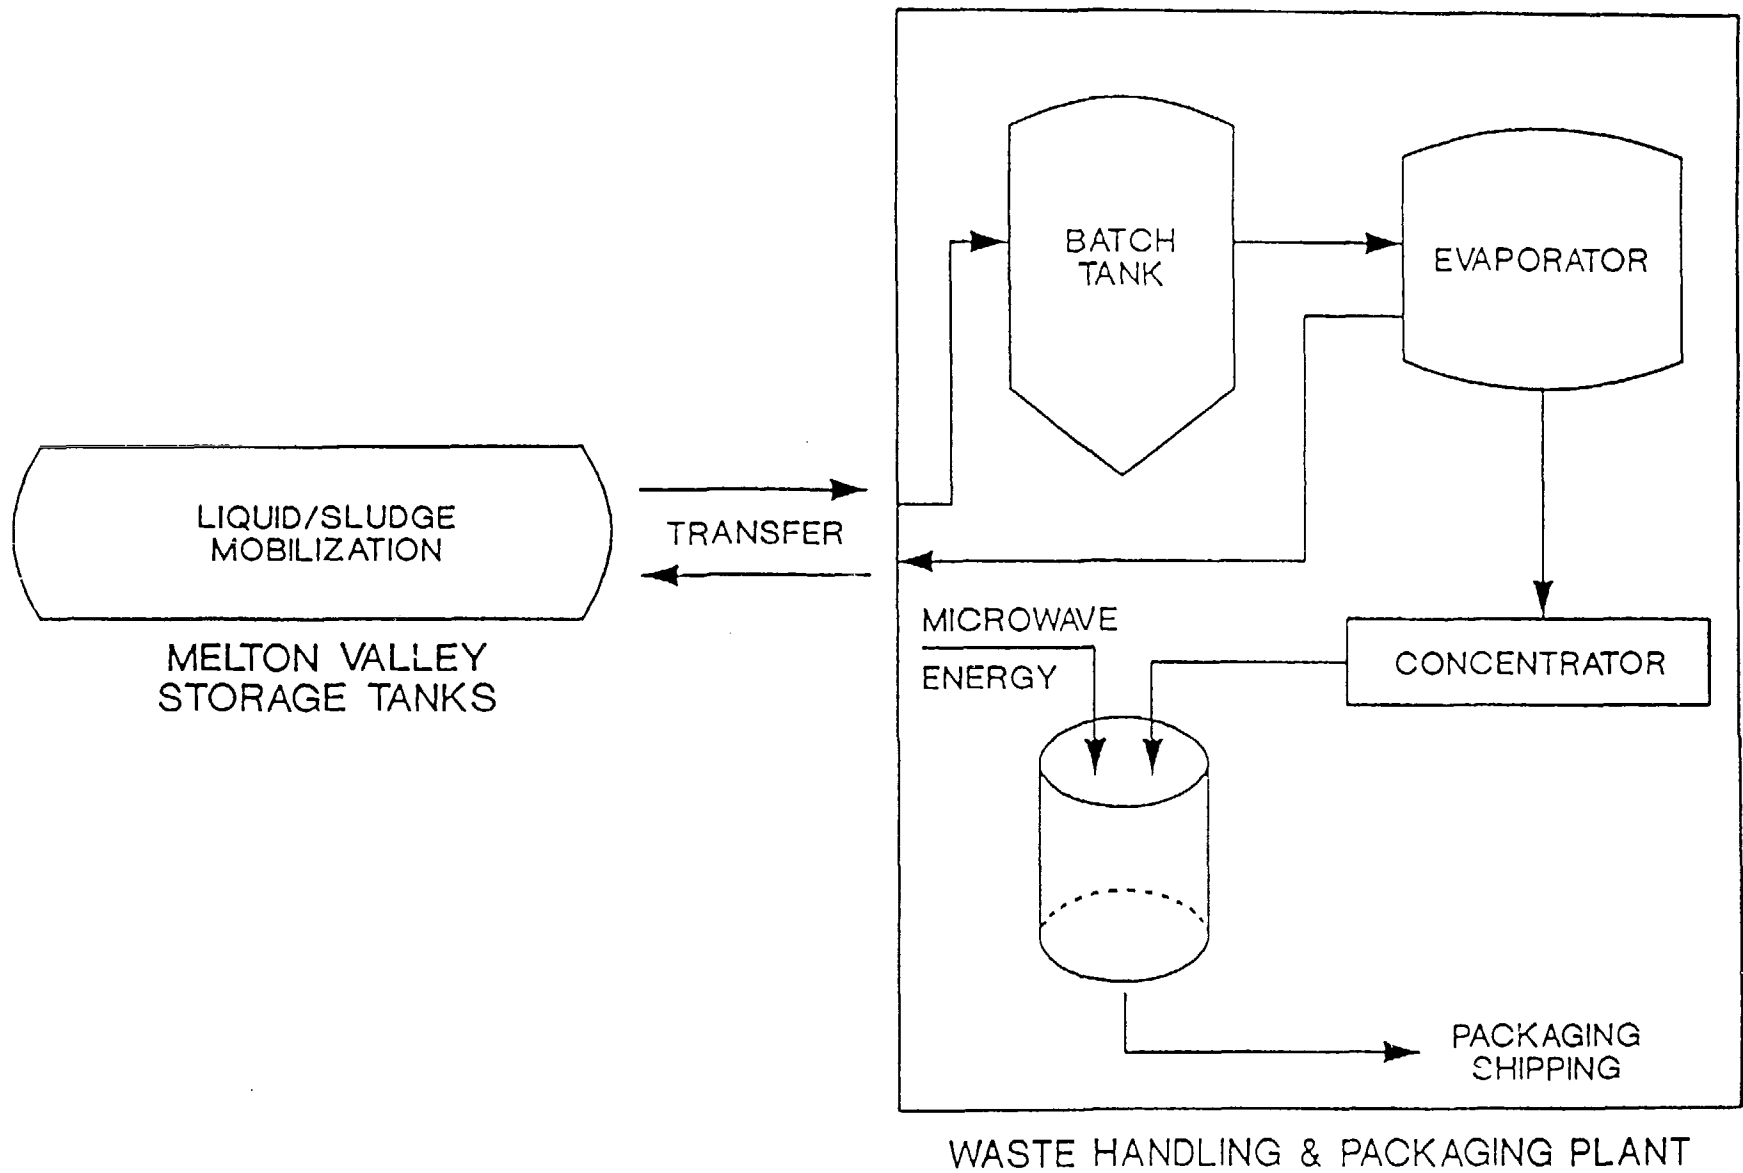 BATCH
TANK
EVAPORATOR
LIQUID/SLUDGE
MOBILIZATION
TRANSFER
MELTON VALLEY
STORAGE TANKS
MICROWAVE
ENERGY
CONCENTRATOR
PACKAGING
SHIPPING
WASTE HANDLING & PACKAGING PLANT